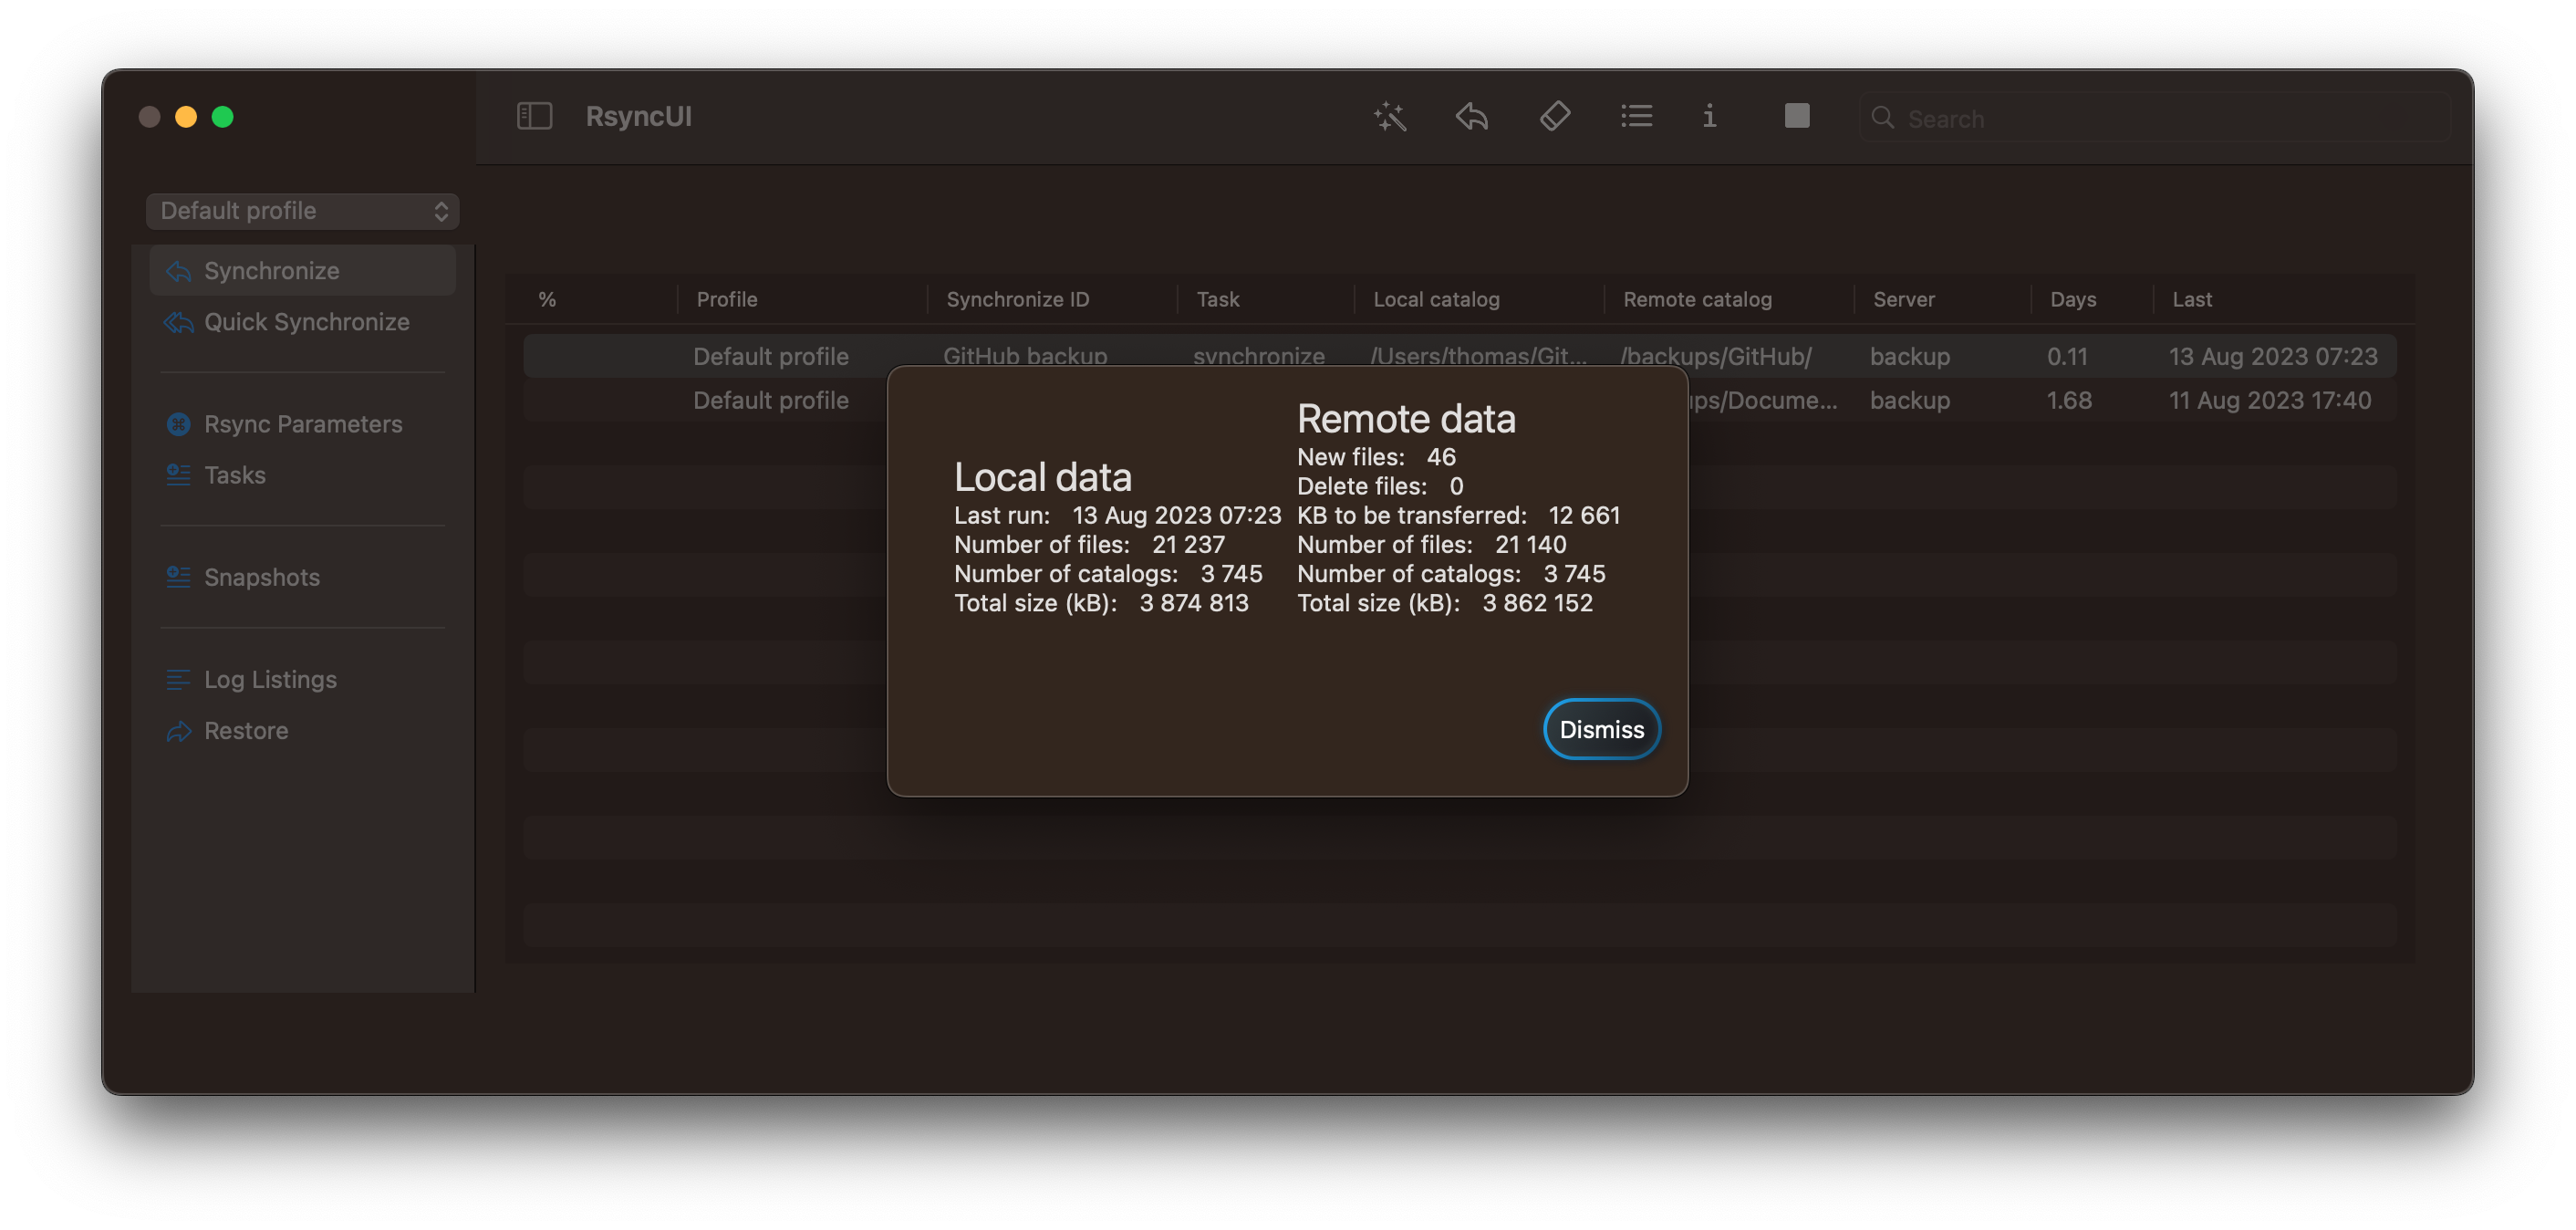 RsyncUI
Search
Default profile
Synchronize
Quick Synchronize
Rsync Parameters
Tasks
Snapshots
Log Listings
Restore
% Profile Synchronize ID Task Local catalog Remote catalog Server Days Last
Default profile GitHub backup synchronize /Users/thomas/Git... /backups/GitHub/ backup 0.11 13 Aug 2023 07:23
Default profile ups/Docume... backup 1.68 11 Aug 2023 17:40
Local data
Last run: 13 Aug 2023 07:23
Number of files: 21 237
Number of catalogs: 3 745
Total size (kB): 3 874 813
Remote data
New files: 46
Delete files: 0
KB to be transferred: 12 661
Number of files: 21 140
Number of catalogs: 3 745
Total size (kB): 3 862 152
Dismiss